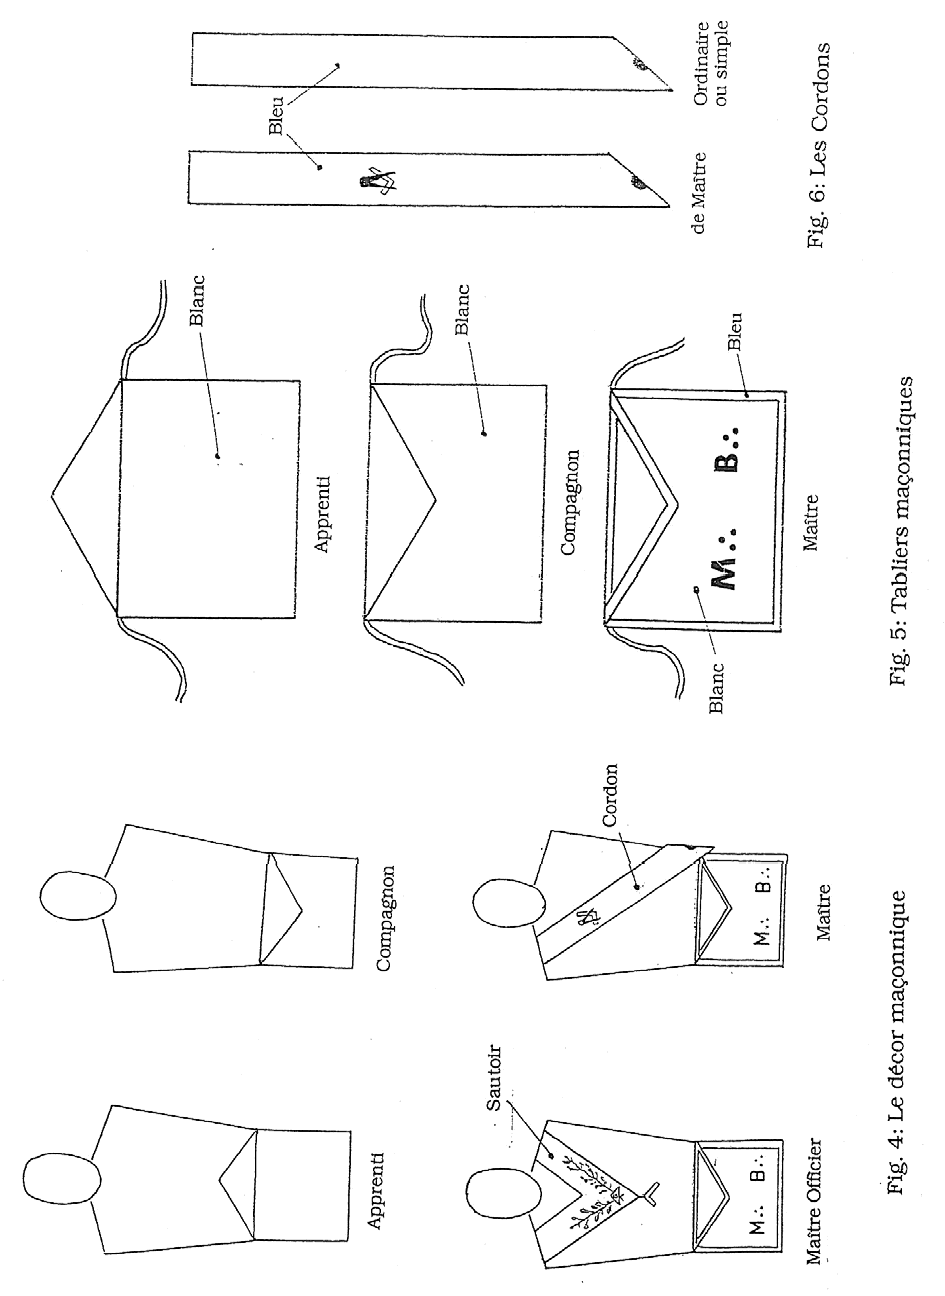 Apprenti
Compagnon
Sautoir
Cordon
M∴ B∴
M∴ B∴
Maître Officier
Maître
Fig. 4: Le décor maçonnique
Blanc
Apprenti
Blanc
Compagnon
Blanc
Bleu
M∴ B∴
Maître
Fig. 5: Tabliers maçonniques
Bleu
de Maître
Ordinaire
ou simple
Fig. 6: Les Cordons